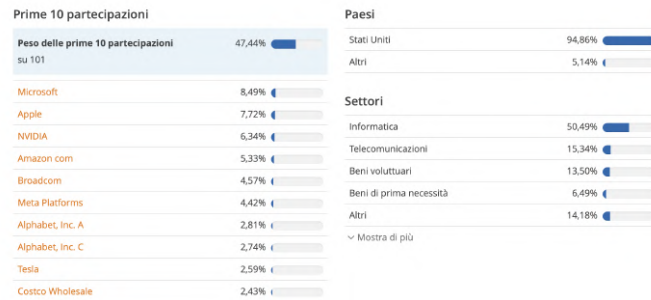 Prime 10 partecipazioni
Peso delle prime 10 partecipazioni 47,44%
su 101
Microsoft 8,49%
Apple 7,72%
NVIDIA 6,34%
Amazon com 5,33%
Broadcom 4,57%
Meta Platforms 4,42%
Alphabet, Inc. A 2,81%
Alphabet, Inc. C 2,74%
Tesla 2,59%
Costco Wholesale 2,43%
Paesi
Stati Uniti 94,86%
Altri 5,14%
Settori
Informatica 50,49%
Telecomunicazioni 15,34%
Beni voluttuari 13,50%
Beni di prima necessità 6,49%
Altri 14,18%
Mostra di più